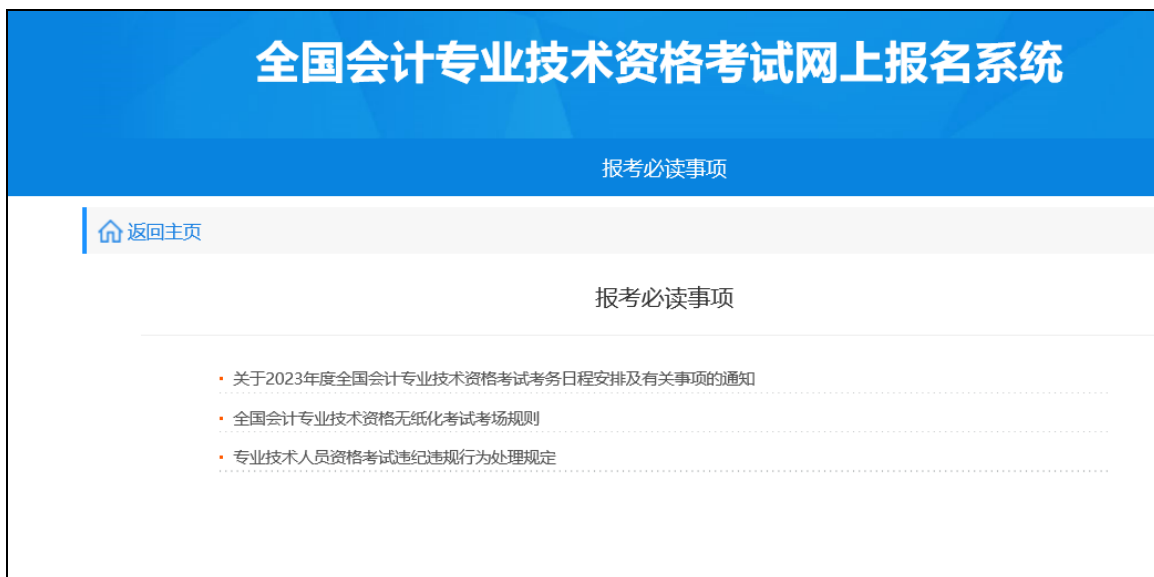 全国会计专业技术资格考试网上报名系统
报考必读事项
返回主页
报考必读事项
关于2023年度全国会计专业技术资格考试考务日程安排及有关事项的通知
全国会计专业技术资格无纸化考试考场规则
专业技术人员资格考试违纪违规行为处理规定